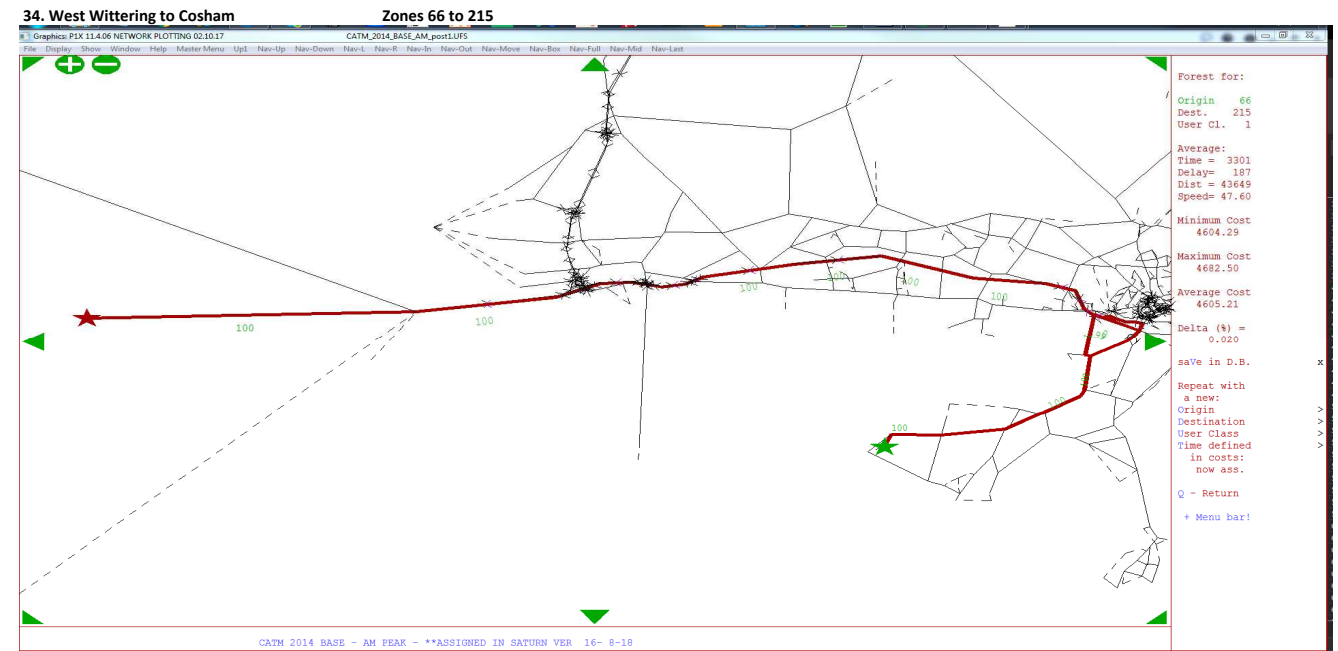 34. West Wittering to Cosham Zones 66 to 215
Graphics: P1X 11.4.06 NETWORK PLOTTING 02.10.17 CATM_2014_BASE_AM_post1.UFS
File Display Show Window Help Master Menu Up1 Nav-Up Nav-Down Nav-L Nav-R Nav-In Nav-Out Nav-Move Nav-Box Nav-Full Nav-Mid Nav-Last
Forest for:
Origin 66
Dest. 215
User Cl. 1
Average:
Time = 3301
Delay= 187
Dist = 43649
Speed= 47.60
Minimum Cost
4604.29
Maximum Cost
4682.50
Average Cost
4605.21
Delta (%) =
0.020
saVe in D.B. x
Repeat with
a new:
Origin >
Destination >
User Class >
Time defined >
in costs:
now ass.
Q - Return
+ Menu bar!
100
100
100
100
100
100
100
100
100
CATM 2014 BASE - AM PEAK - **ASSIGNED IN SATURN VER 16- 8-18